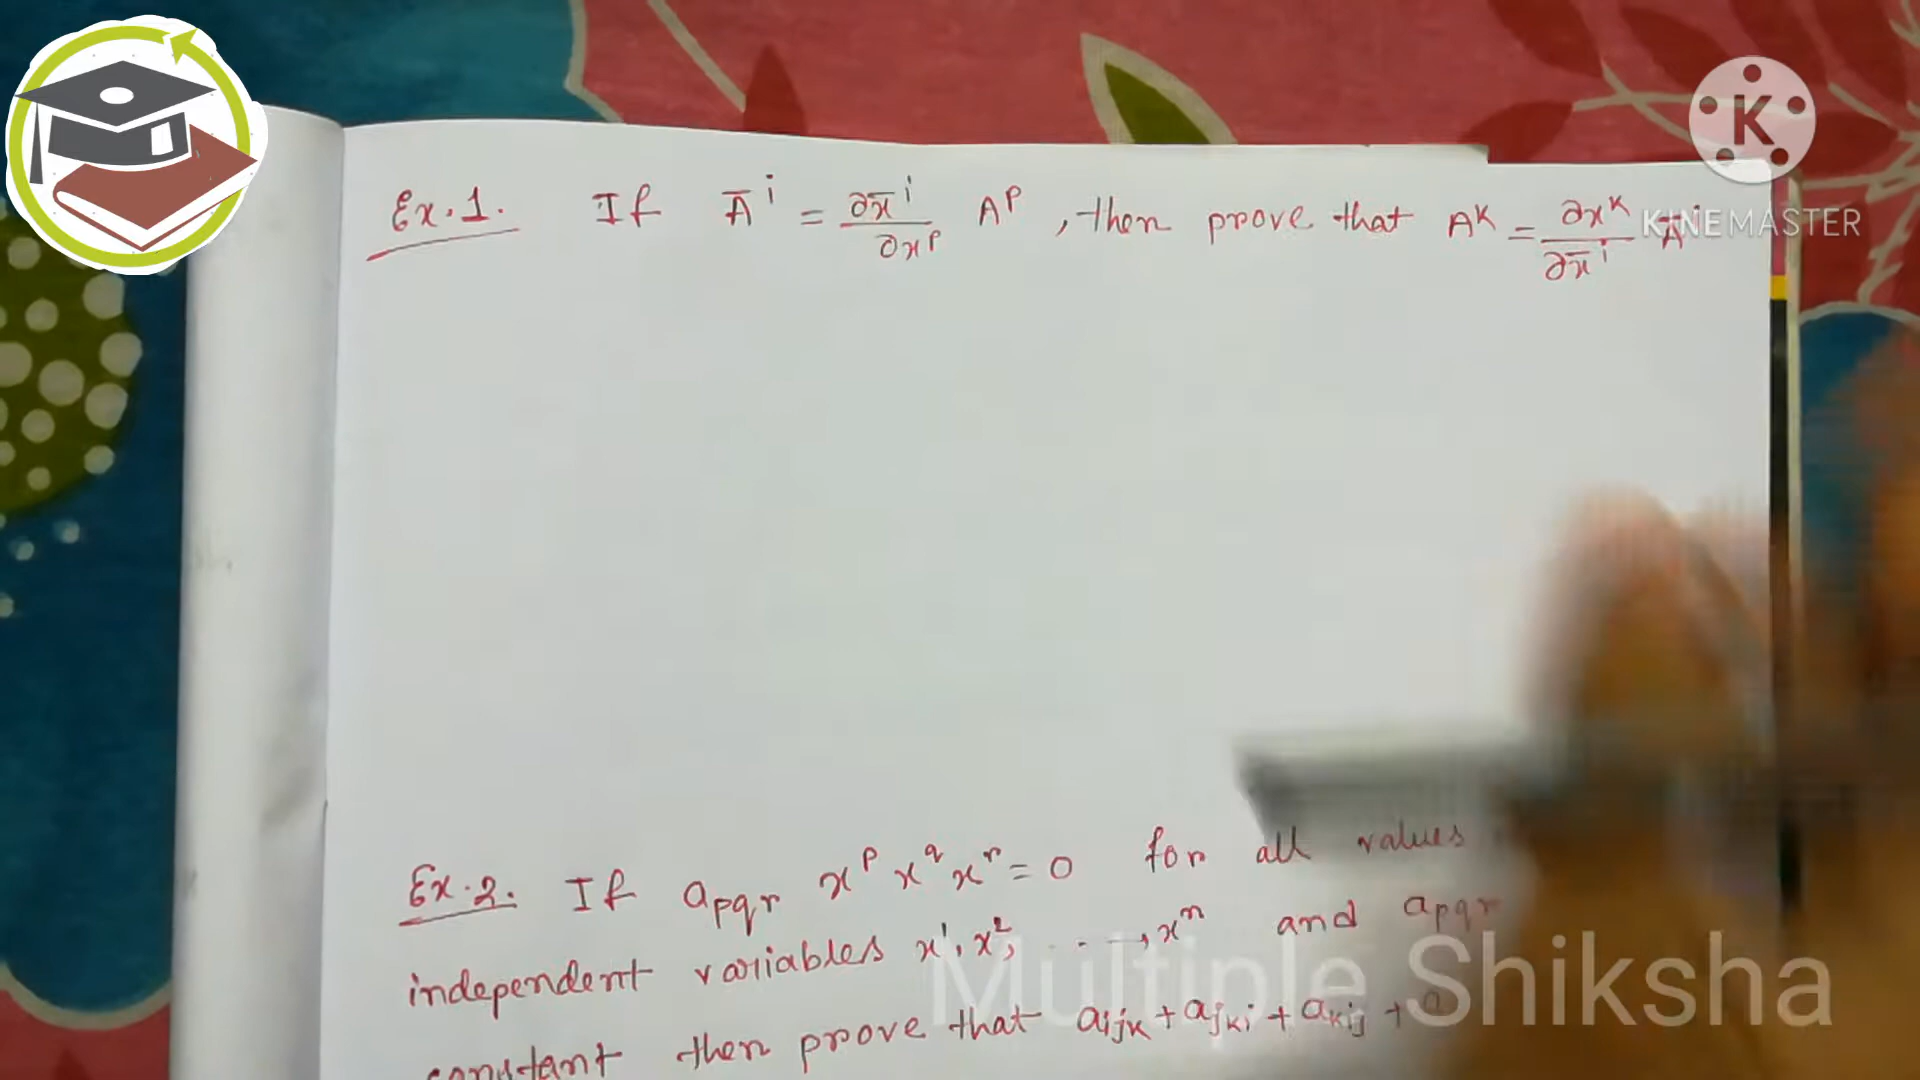 Ex.1. If Ā^i = ∂x̄^i/∂x^p A^p, then prove that A^k = ∂x^k/∂x̄^i Ā^i
K
KINEMASTER
Ex.2. If a_pqr x^p x^q x^r = 0 for all values
independent variables x^1, x^2, ..., x^n and a_pqr
constant then prove that a_ijk + a_jki + a_kij +
Multiple Shiksha